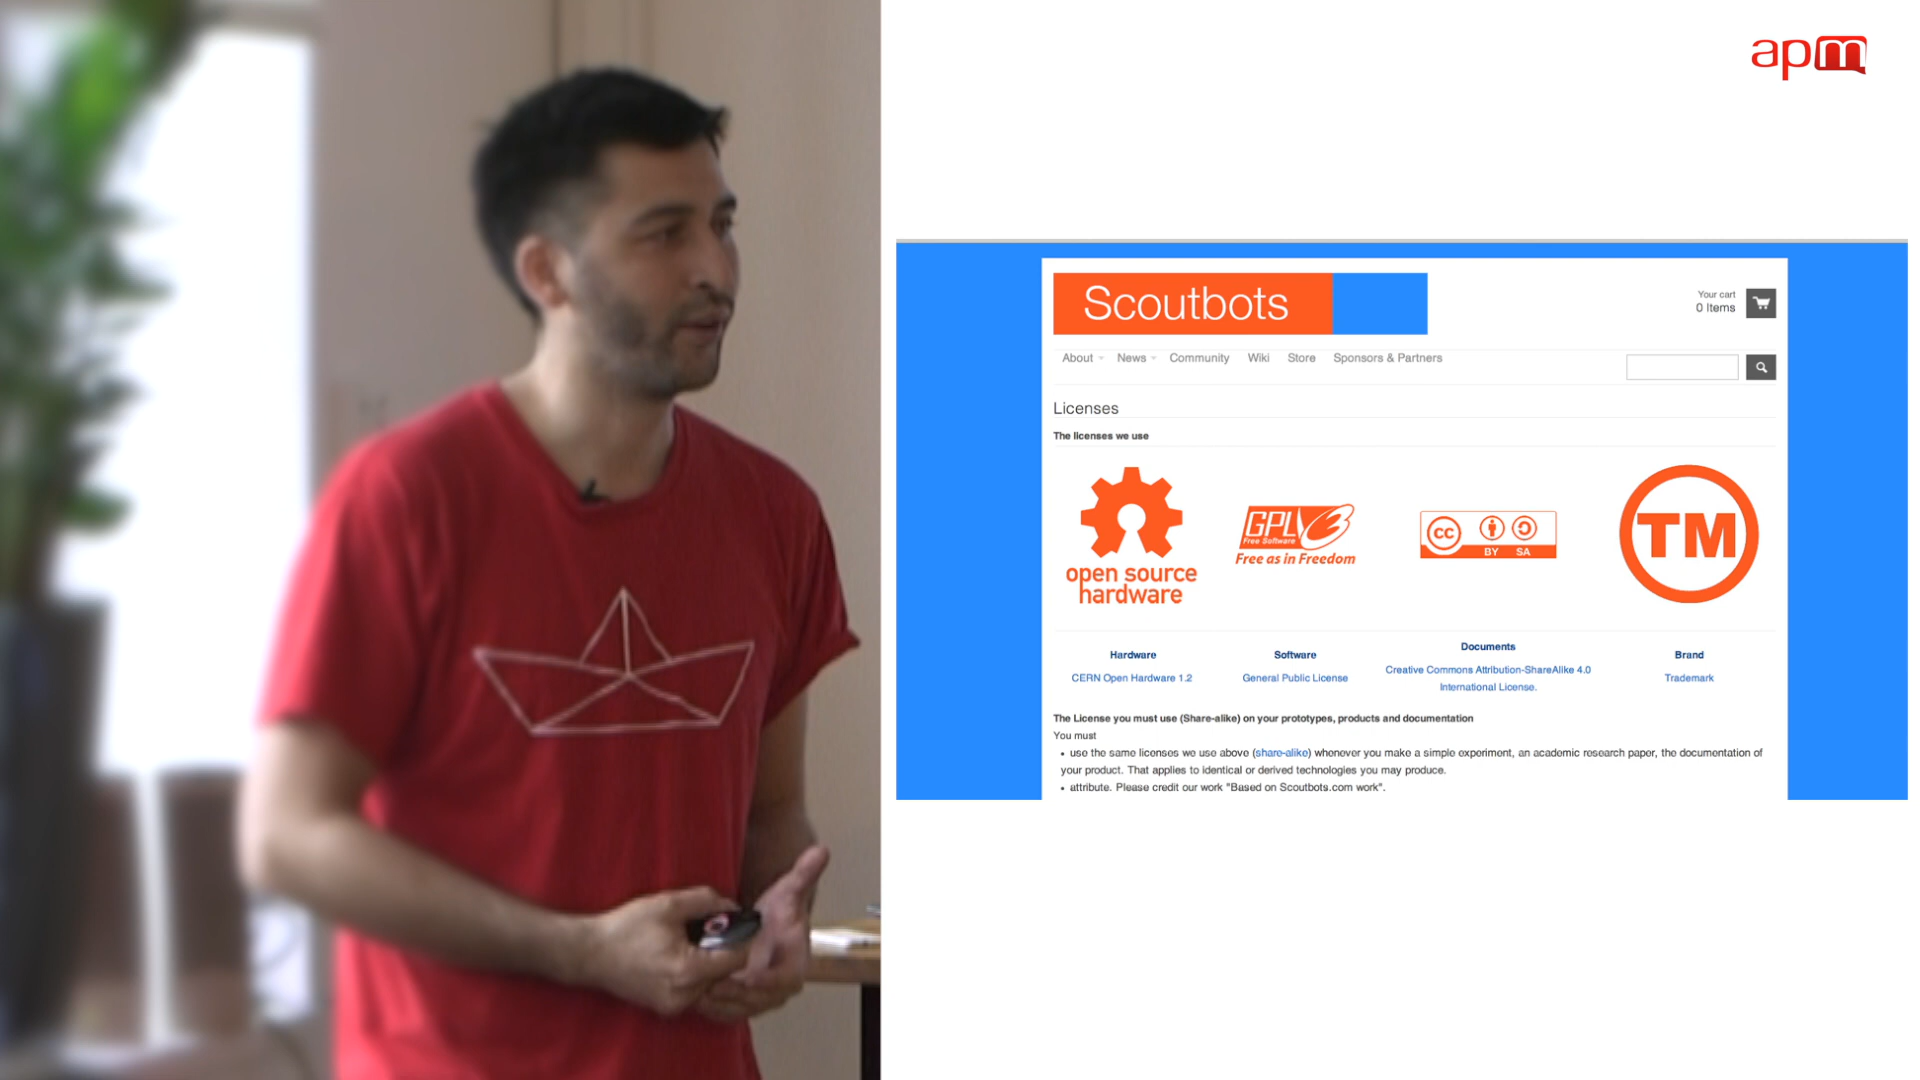 apm
Scoutbots
Your cart
0 Items
About News Community Wiki Store Sponsors & Partners
Licenses
The licenses we use
open source
hardware
GPL 3
Free Software
Free as in Freedom
cc
BY SA
TM
Hardware
CERN Open Hardware 1.2
Software
General Public License
Documents
Creative Commons Attribution-ShareAlike 4.0
International License.
Brand
Trademark
The License you must use (Share-alike) on your prototypes, products and documentation
You must
• use the same licenses we use above (share-alike) whenever you make a simple experiment, an academic research paper, the documentation of
your product. That applies to identical or derived technologies you may produce.
• attribute. Please credit our work "Based on Scoutbots.com work".